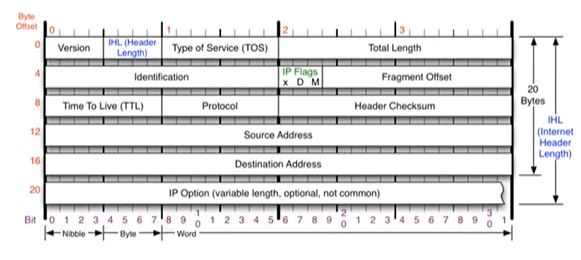 Byte
Offset 0 1 2 3
0 Version IHL (Header Length) Type of Service (TOS) Total Length
4 Identification IP Flags x D M Fragment Offset
8 Time To Live (TTL) Protocol Header Checksum
12 Source Address
16 Destination Address
20 IP Option (variable length, optional, not common)
20
Bytes
IHL
(Internet
Header
Length)
Bit 0 1 2 3 4 5 6 7 8 9 1 0 1 2 3 4 5 6 7 8 9 2 0 1 2 3 4 5 6 7 8 9 3 0 1
Nibble Byte Word